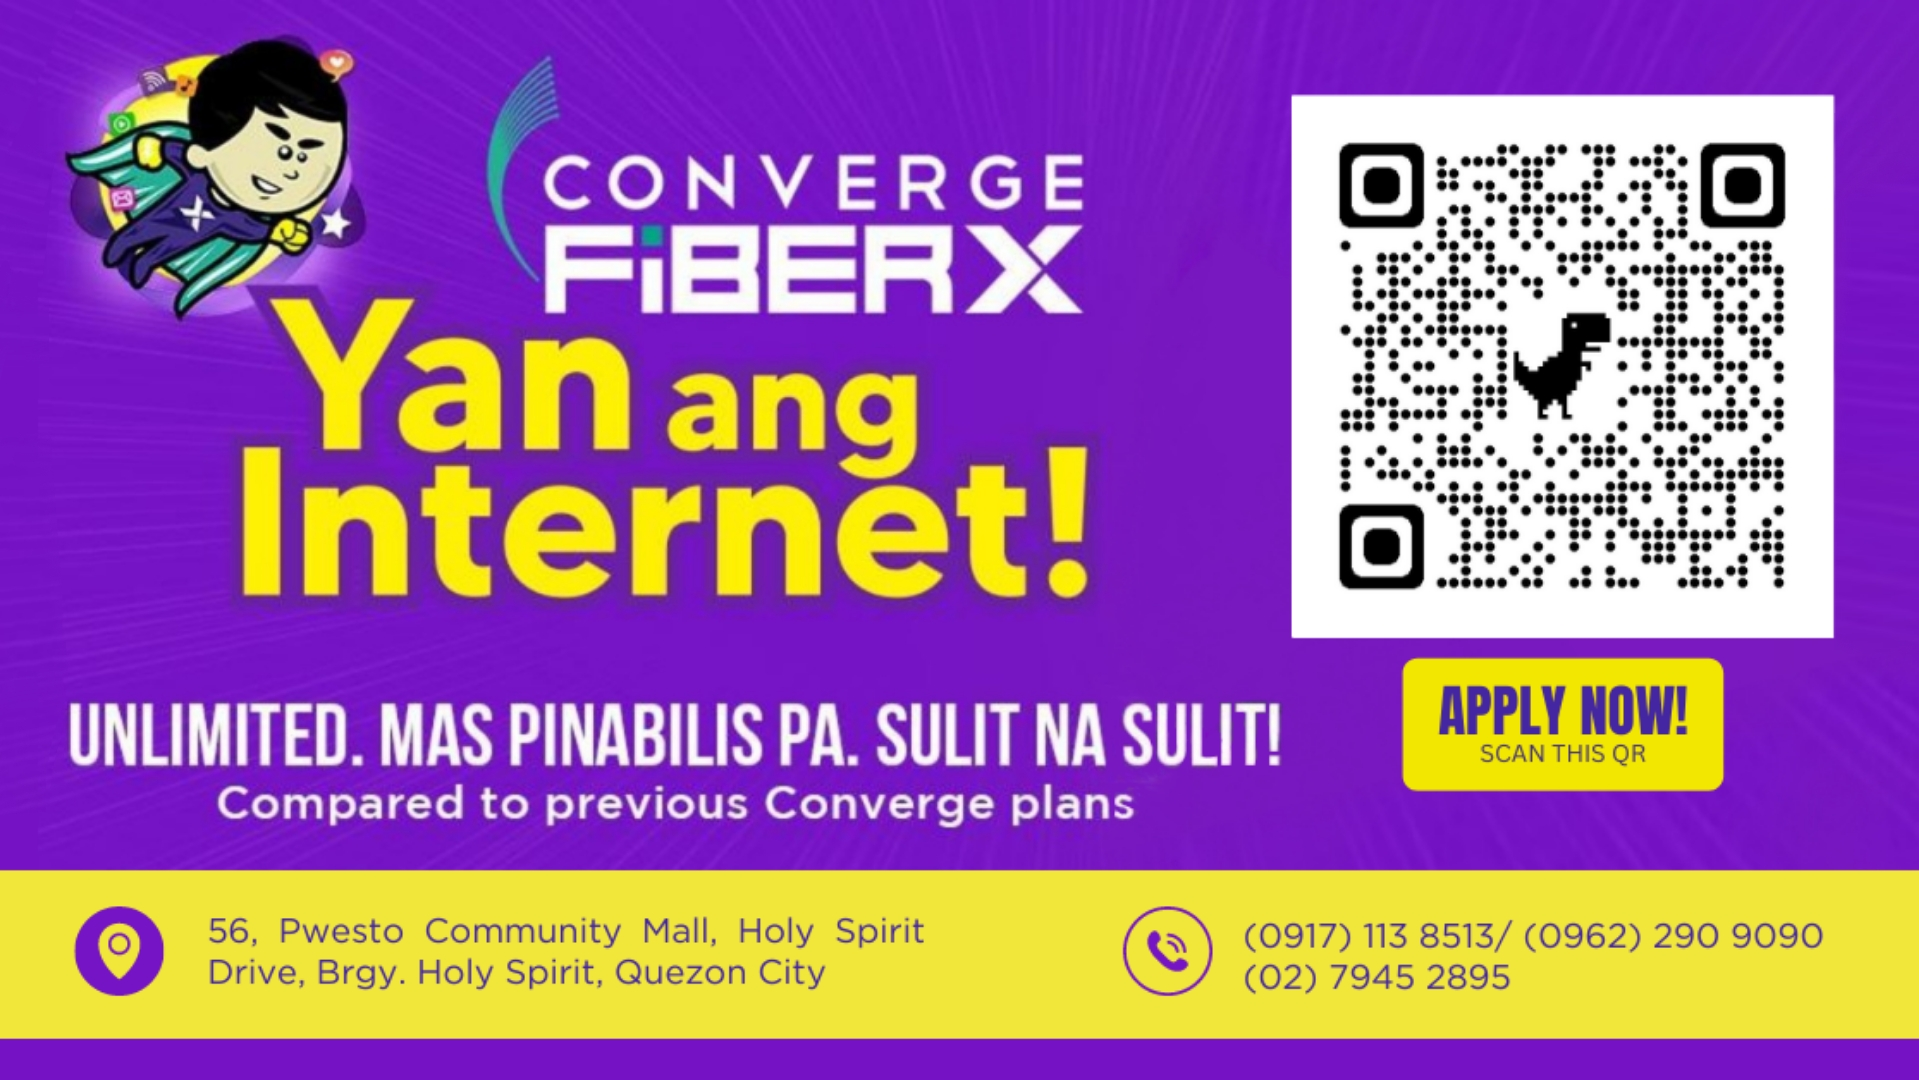 CONVERGE
FiBERX
Yan ang
Internet!
UNLIMITED. MAS PINABILIS PA. SULIT NA SULIT!
Compared to previous Converge plans
APPLY NOW!
SCAN THIS QR
56, Pwesto Community Mall, Holy Spirit
Drive, Brgy. Holy Spirit, Quezon City
(0917) 113 8513/ (0962) 290 9090
(02) 7945 2895